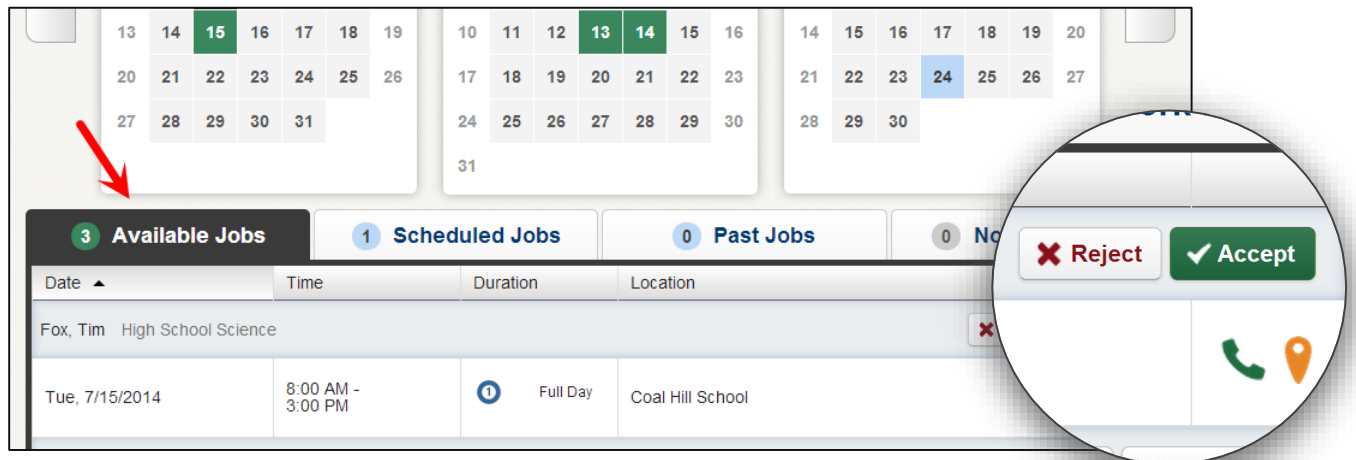 13 14 15 16 17 18 19 10 11 12 13 14 15 16 14 15 16 17 18 19 20
20 21 22 23 24 25 26 17 18 19 20 21 22 23 21 22 23 24 25 26 27
27 28 29 30 31 24 25 26 27 28 29 30 28 29 30
31
3 Available Jobs 1 Scheduled Jobs 0 Past Jobs 0
Date Time Duration Location
Fox, Tim High School Science Reject Accept
Tue, 7/15/2014 8:00 AM - 3:00 PM 1 Full Day Coal Hill School